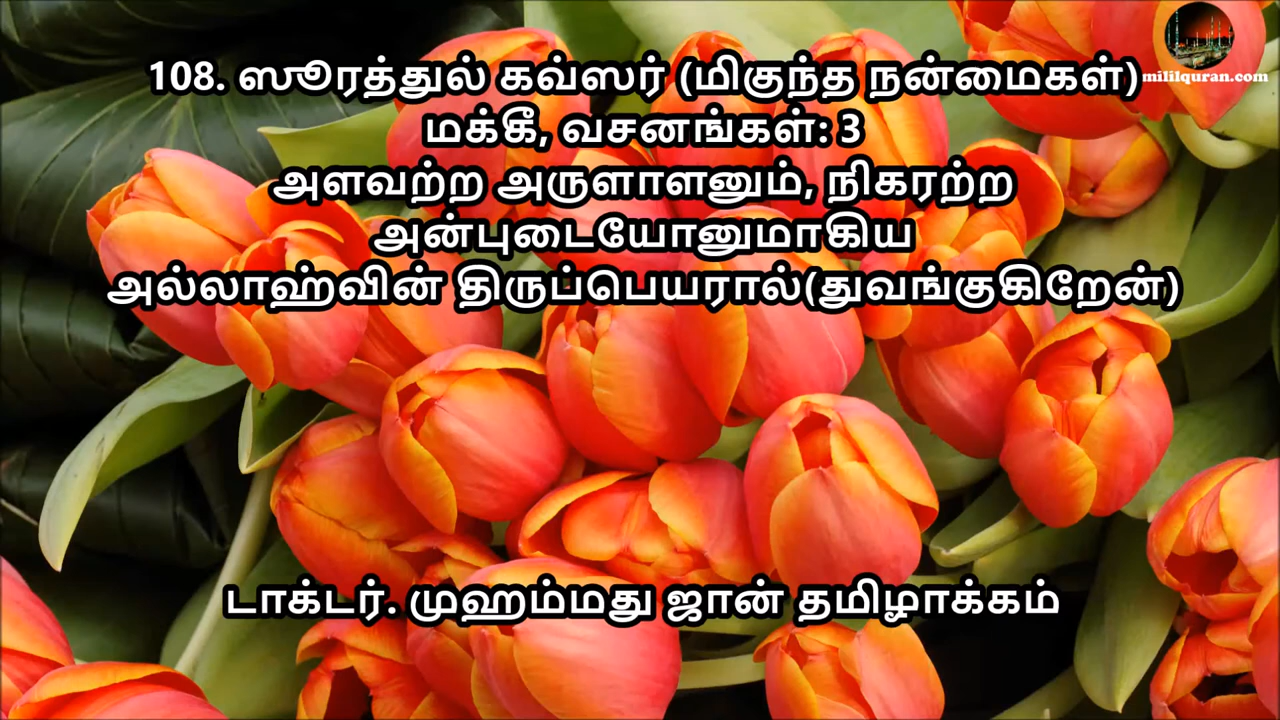 mililquran.com
108. ஸூரத்துல் கவ்ஸர் (மிகுந்த நன்மைகள்)
மக்கீ, வசனங்கள்: 3
அளவற்ற அருளாளனும், நிகரற்ற
அன்புடையோனுமாகிய
அல்லாஹ்வின் திருப்பெயரால்(துவங்குகிறேன்)
டாக்டர். முஹம்மது ஜான் தமிழாக்கம்